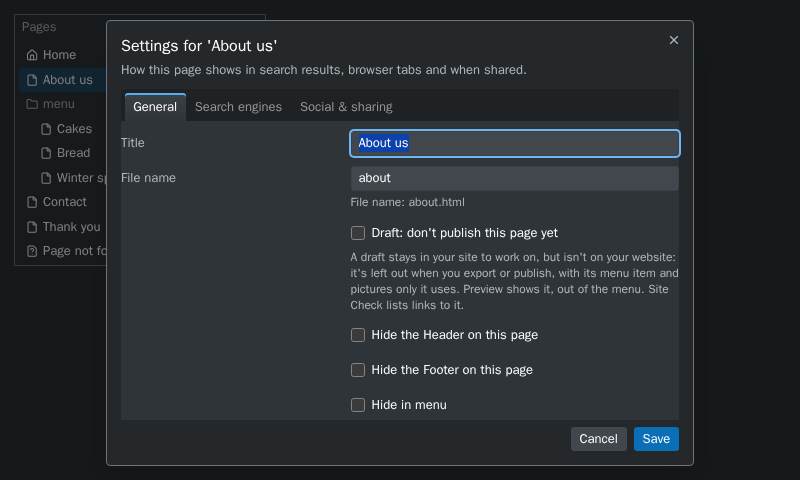 Pages
Home
About us
menu
Cakes
Bread
Winter sp
Contact
Thank you
Page not fo
Settings for 'About us'
How this page shows in search results, browser tabs and when shared.
General
Search engines
Social & sharing
Title
About us
File name
about
File name: about.html
Draft: don't publish this page yet
A draft stays in your site to work on, but isn't on your website:
it's left out when you export or publish, with its menu item and
pictures only it uses. Preview shows it, out of the menu. Site
Check lists links to it.
Hide the Header on this page
Hide the Footer on this page
Hide in menu
Cancel
Save